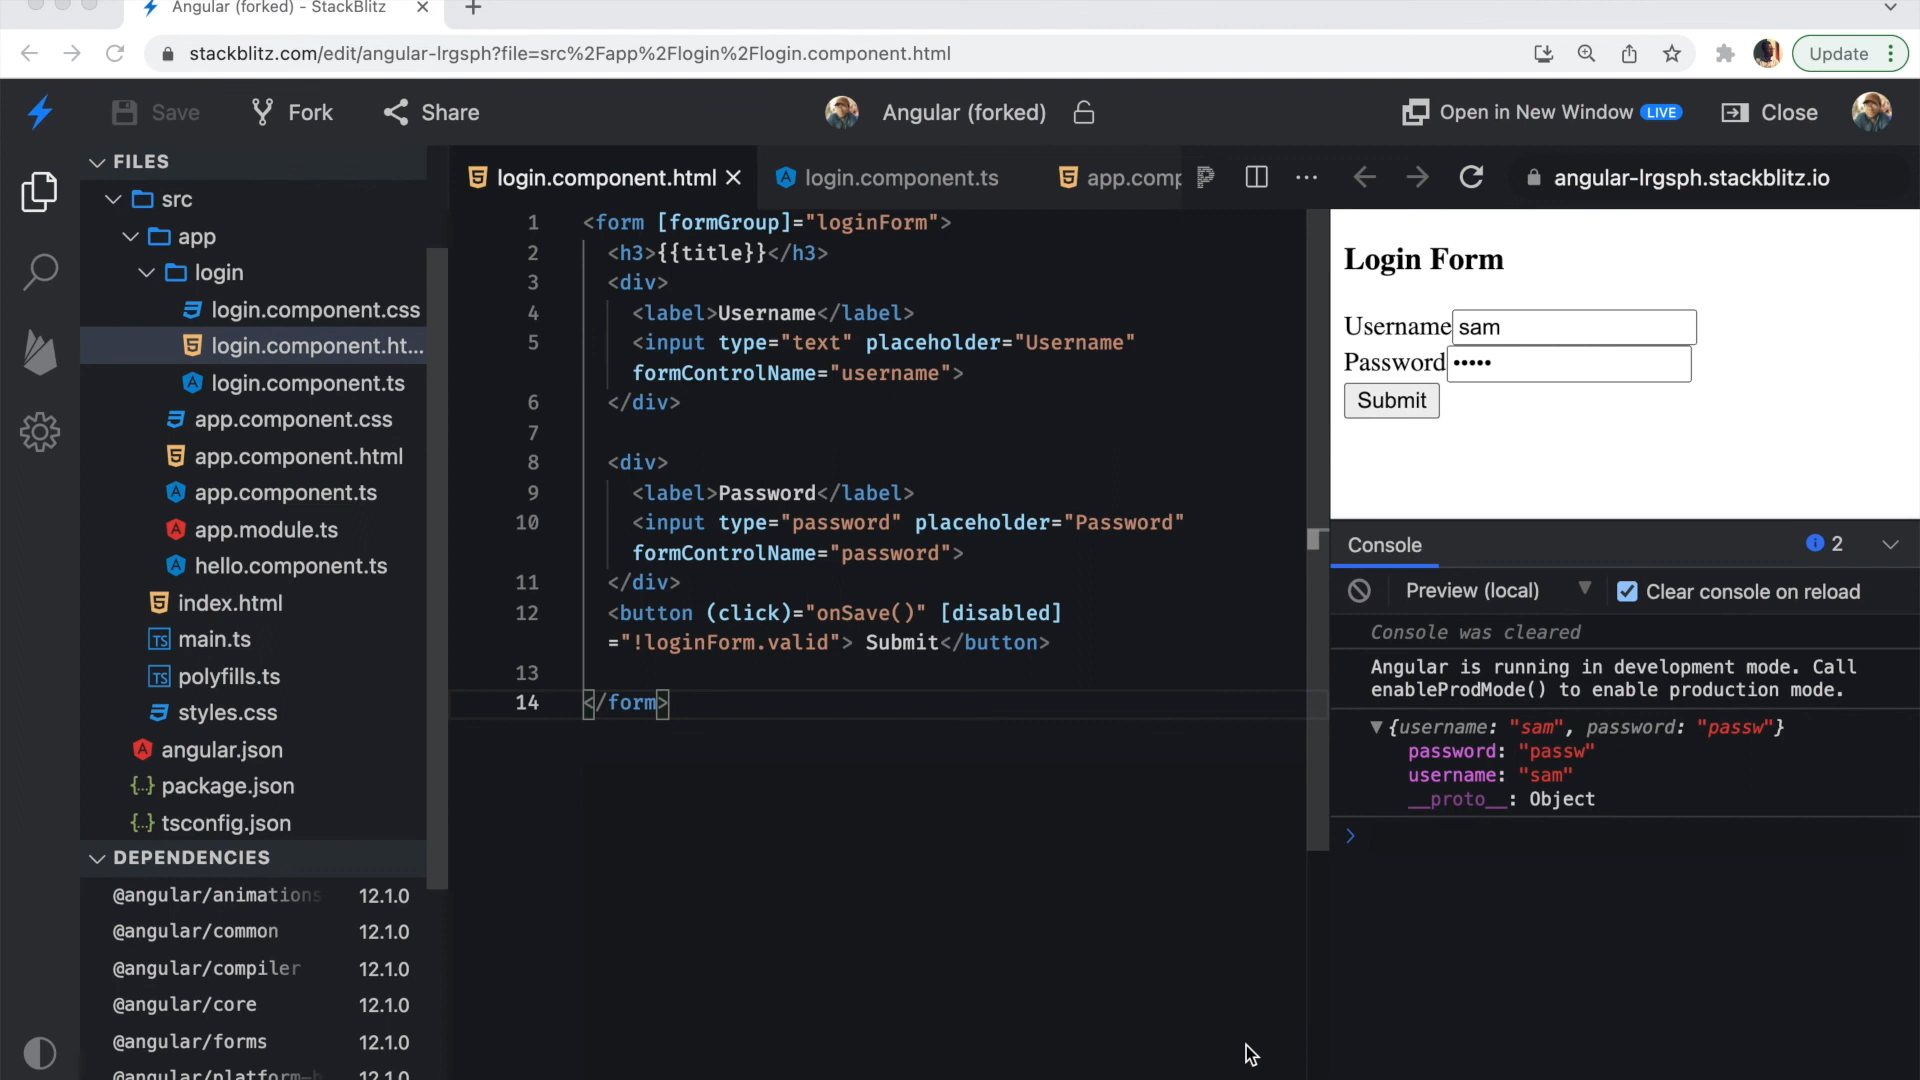 Angular (forked) - StackBlitz
stackblitz.com/edit/angular-lrgsph?file=src%2Fapp%2Flogin%2Flogin.component.html
Update
Save
Fork
Share
Angular (forked)
Open in New Window LIVE
Close
FILES
src
app
login
login.component.css
login.component.ht...
login.component.ts
app.component.css
app.component.html
app.component.ts
app.module.ts
hello.component.ts
index.html
main.ts
polyfills.ts
styles.css
angular.json
package.json
tsconfig.json
DEPENDENCIES
@angular/animations 12.1.0
@angular/common 12.1.0
@angular/compiler 12.1.0
@angular/core 12.1.0
@angular/forms 12.1.0
@angular/platform-b 12.1.0
login.component.html
login.component.ts
app.comp
1 <form [formGroup]="loginForm">
2 <h3>{{title}}</h3>
3 <div>
4 <label>Username</label>
5 <input type="text" placeholder="Username"
formControlName="username">
6 </div>
7
8 <div>
9 <label>Password</label>
10 <input type="password" placeholder="Password"
formControlName="password">
11 </div>
12 <button (click)="onSave()" [disabled]
="!loginForm.valid"> Submit</button>
13
14 </form>
angular-lrgsph.stackblitz.io
Login Form
Username sam
Password •••••
Submit
Console 2
Preview (local)
Clear console on reload
Console was cleared
Angular is running in development mode. Call
enableProdMode() to enable production mode.
{username: "sam", password: "passw"}
password: "passw"
username: "sam"
__proto__: Object